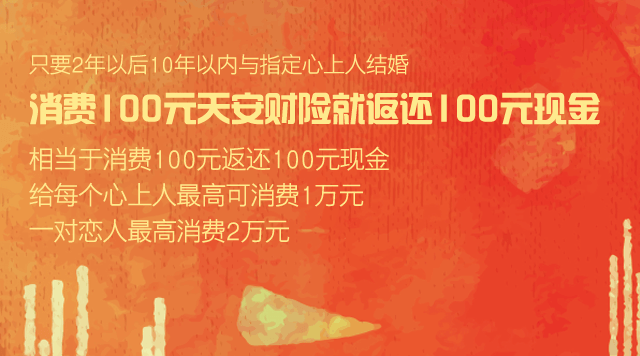 只要2年以后10年以内与指定心上人结婚
消费100元天安财险就返还100元现金
相当于消费100元返还100元现金
给每个心上人最高可消费1万元
一对恋人最高消费2万元